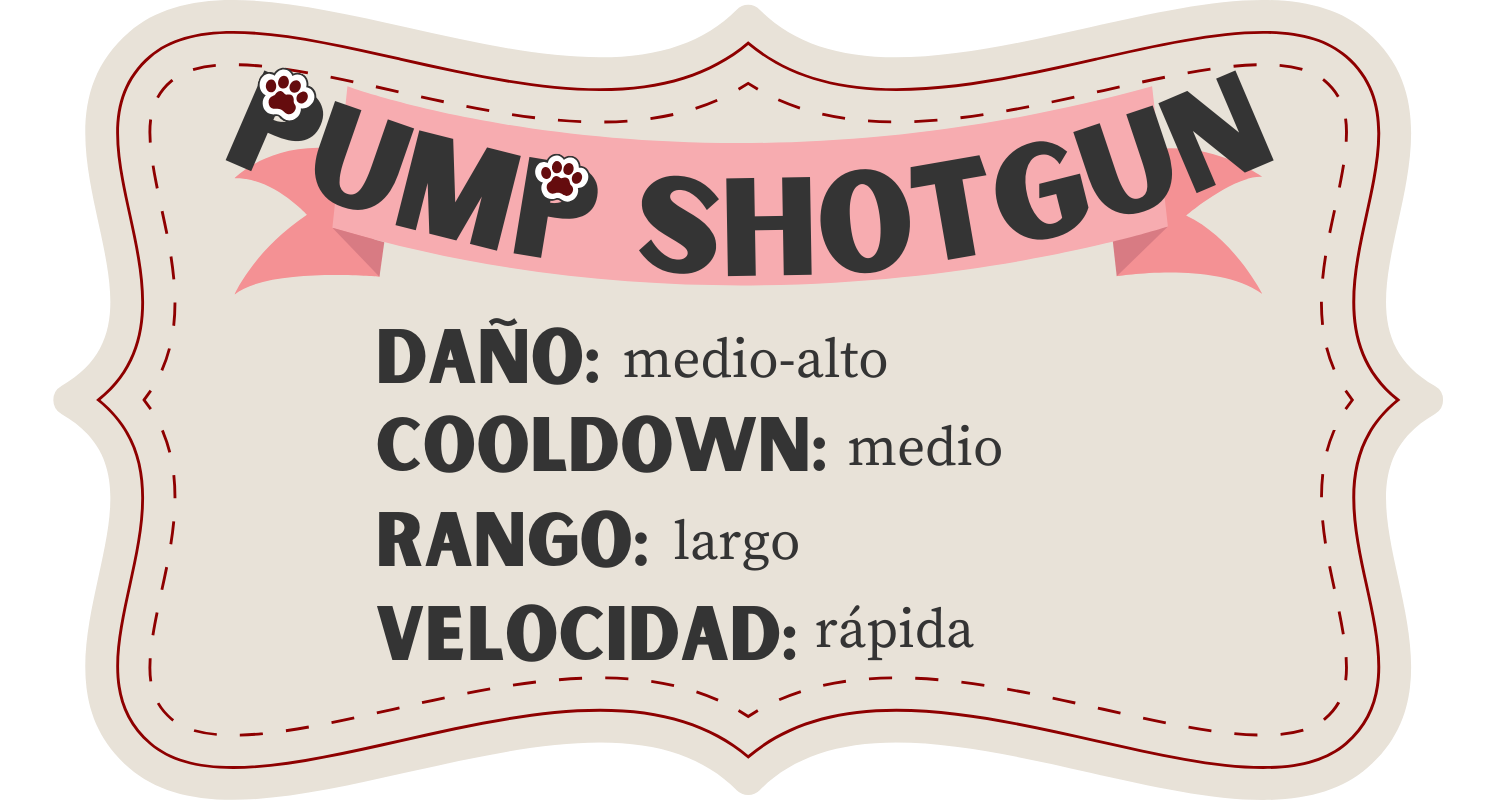 PUMP SHOTGUN
DAÑO: medio-alto
COOLDOWN: medio
RANGO: largo
VELOCIDAD: rápida